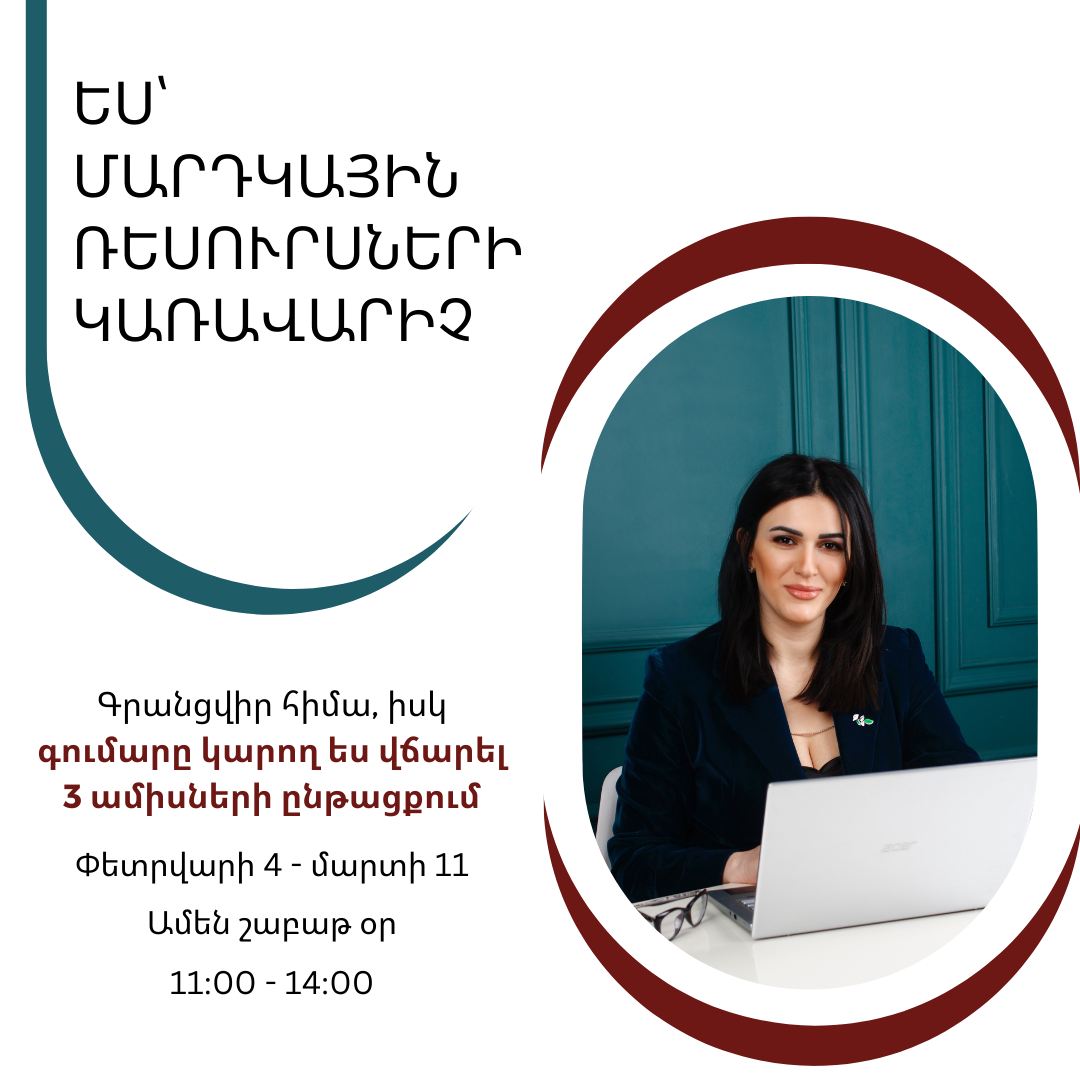 ԵՍ՝
ՄԱՐԴԿԱՅԻՆ
ՌԵՍՈՒՐՍՆԵՐԻ
ԿԱՌԱՎԱՐԻՉ
Գրանցվիր հիմա, իսկ
գումարը կարող ես վճարել
3 ամիսների ընթացքում
Փետրվարի 4 - մարտի 11
Ամեն շաբաթ օր
11:00 - 14:00
acer